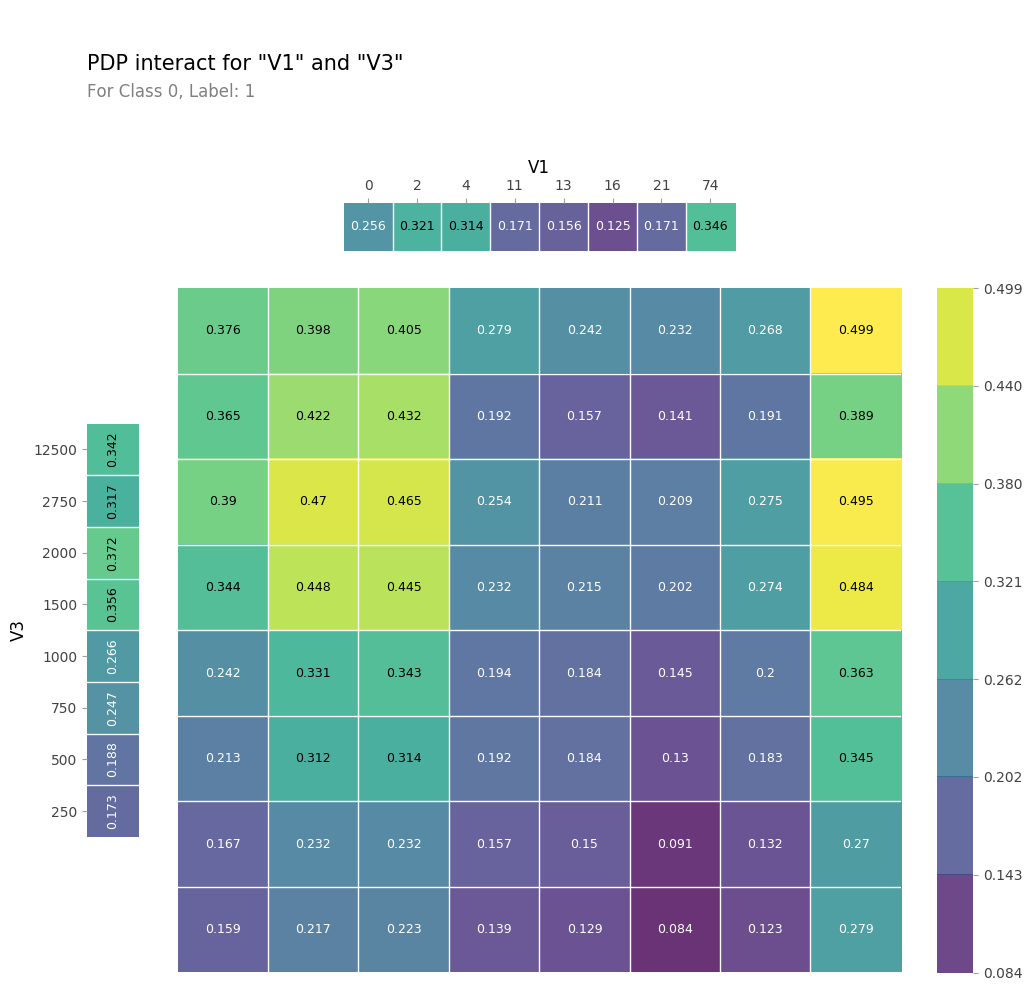 PDP interact for "V1" and "V3"
For Class 0, Label: 1
V1
0 2 4 11 13 16 21 74
0.256 0.321 0.314 0.171 0.156 0.125 0.171 0.346
0.376 0.398 0.405 0.279 0.242 0.232 0.268 0.499
0.365 0.422 0.432 0.192 0.157 0.141 0.191 0.389
0.39 0.47 0.465 0.254 0.211 0.209 0.275 0.495
0.344 0.448 0.445 0.232 0.215 0.202 0.274 0.484
0.242 0.331 0.343 0.194 0.184 0.145 0.2 0.363
0.213 0.312 0.314 0.192 0.184 0.13 0.183 0.345
0.167 0.232 0.232 0.157 0.15 0.091 0.132 0.27
0.159 0.217 0.223 0.139 0.129 0.084 0.123 0.279
V3
12500 0.342
2750 0.317
2000 0.372
1500 0.356
1000 0.266
750 0.247
500 0.188
250 0.173
0.499
0.440
0.380
0.321
0.262
0.202
0.143
0.084